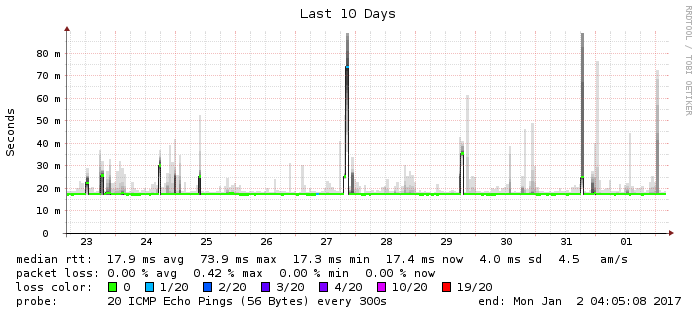 Last 10 Days
RRDTOOL / TOBI OETIKER
Seconds
80 m
70 m
60 m
50 m
40 m
30 m
20 m
10 m
0
23 24 25 26 27 28 29 30 31 01
median rtt: 17.9 ms avg 73.9 ms max 17.3 ms min 17.4 ms now 4.0 ms sd 4.5 am/s
packet loss: 0.00 % avg 0.42 % max 0.00 % min 0.00 % now
loss color: 0 1/20 2/20 3/20 4/20 10/20 19/20
probe: 20 ICMP Echo Pings (56 Bytes) every 300s end: Mon Jan 2 04:05:08 2017